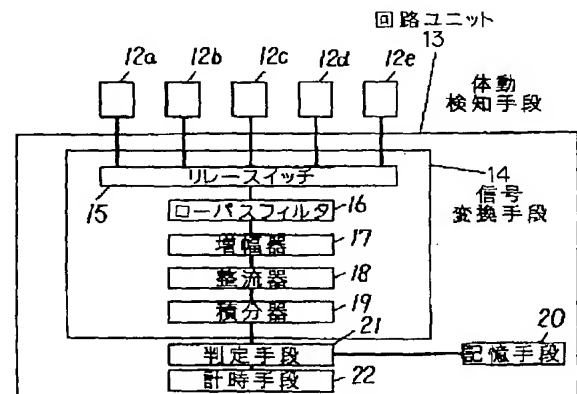 回路ユニット
13
12a 12b 12c 12d 12e
体動
検知手段
リレースイッチ
15
14
信号
変換手段
ローパスフィルタ 16
増幅器 17
整流器 18
積分器 19
21
20
判定手段
記憶手段
計時手段 22